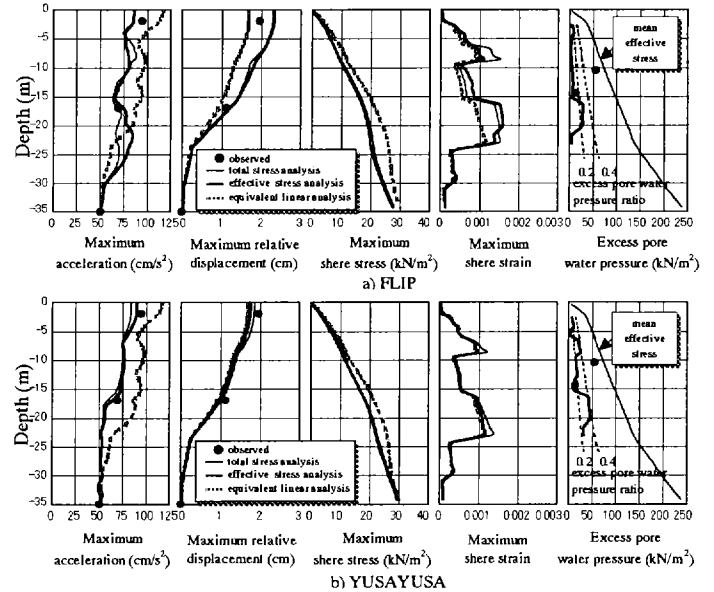 0
-5
-10
-15
-20
-25
-30
-35
Depth (m)
mean
effective
stress
observed
total stress analysis
effective stress analysis
equivalent linear analysis
0.2 0.4
excess pore water
pressure ratio
0 25 50 75 100 125
0 1 2 3
0 10 20 30 40
0 0.001 0.002 0.003
0 50 100 150 200 250
Maximum
acceleration (cm/s²)
Maximum relative
displacement (cm)
Maximum
shere stress (kN/m²)
Maximum
shere strain
Excess pore
water pressure (kN/m²)
a) FLIP
0
-5
-10
-15
-20
-25
-30
-35
Depth (m)
mean
effective
stress
observed
total stress analysis
effective stress analysis
equivalent linear analysis
0.2 0.4
excess pore water
pressure ratio
0 25 50 75 100 125
0 1 2 3
0 10 20 30 40
0 0.001 0.002 0.003
0 50 100 150 200 250
Maximum
acceleration (cm/s²)
Maximum relative
displacement (cm)
Maximum
shere stress (kN/m²)
Maximum
shere strain
Excess pore
water pressure (kN/m²)
b) YUSAYUSA